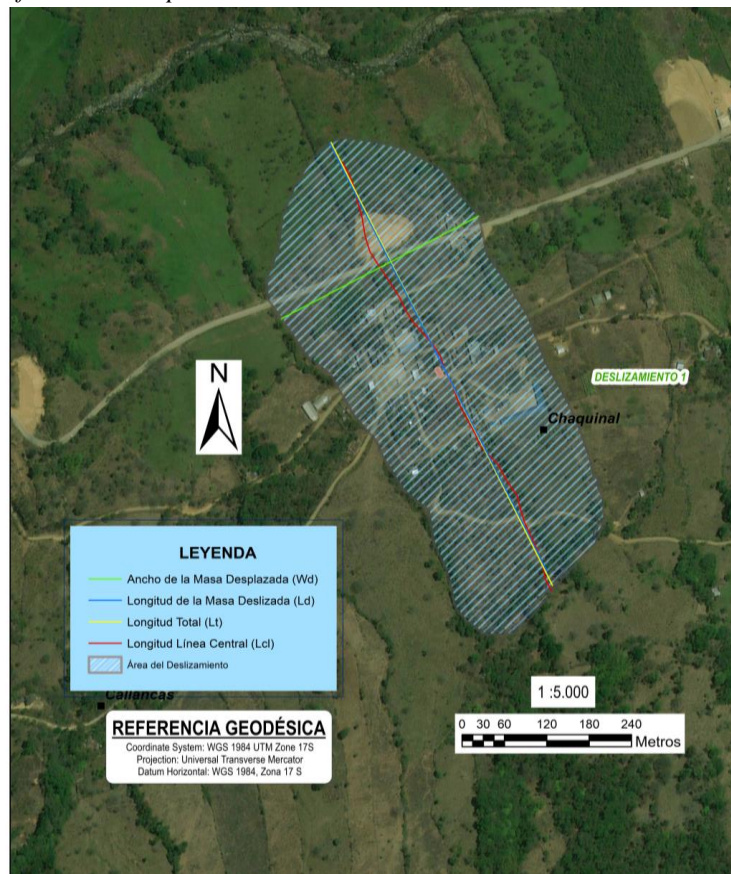 N
DESLIZAMIENTO 1
Chaquinal
LEYENDA
Ancho de la Masa Desplazada (Wd)
Longitud de la Masa Deslizada (Ld)
Longitud Total (Lt)
Longitud Línea Central (Lcl)
Área del Deslizamiento
Callancas
1 :5.000
0 30 60 120 180 240
Metros
REFERENCIA GEODÉSICA
Coordinate System: WGS 1984 UTM Zone 17S
Projection: Universal Transverse Mercator
Datum Horizontal: WGS 1984, Zona 17 S